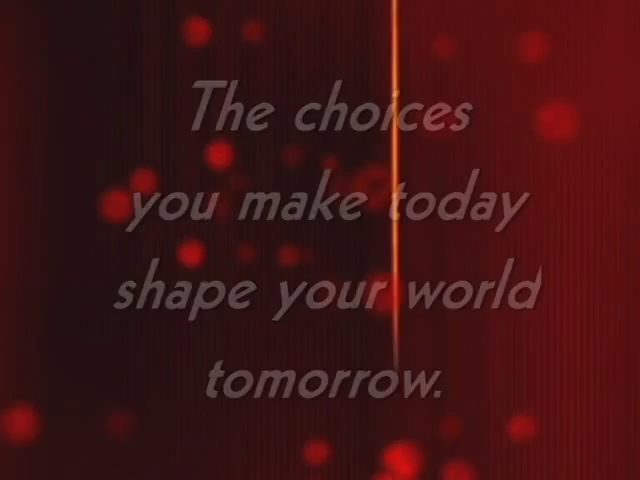 The choices
you make today
shape your world
tomorrow.